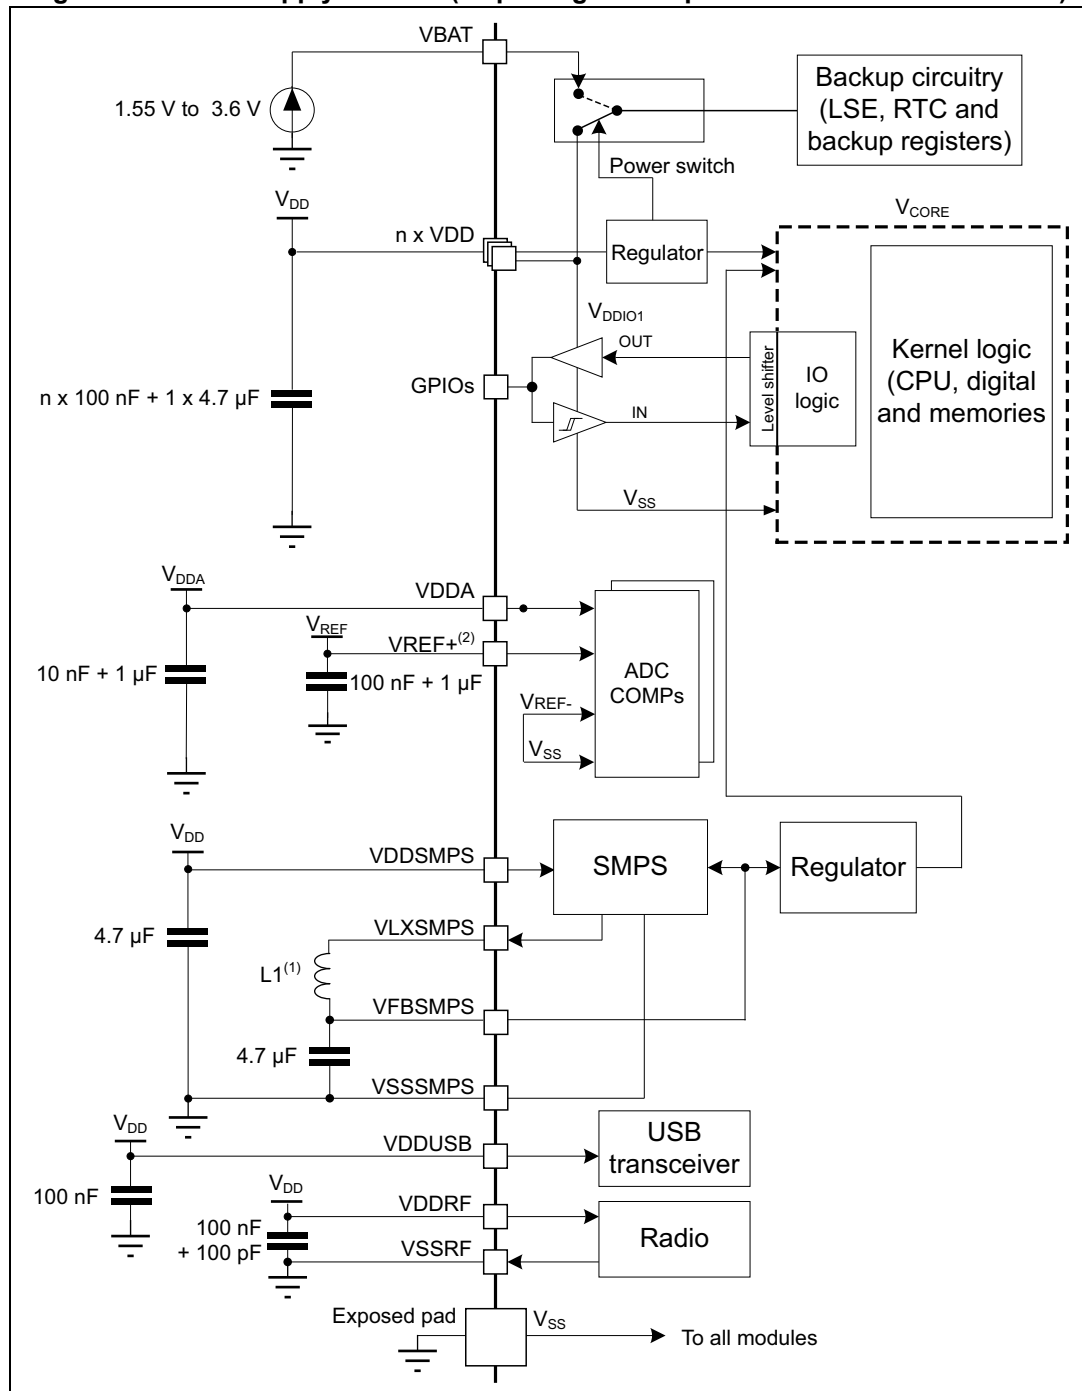 VBAT
1.55 V to 3.6 V
Backup circuitry
(LSE, RTC and
backup registers)
Power switch
VDD
n x VDD
Regulator
VCORE
VDDIO1
OUT
GPIOs
Level shifter
IO
logic
Kernel logic
(CPU, digital
and memories
n x 100 nF + 1 x 4.7 µF
IN
VSS
VDDA
VDDA
VREF
VREF+(2)
10 nF + 1 µF
100 nF + 1 µF
ADC
COMPs
VREF-
VSS
VDD
VDDSMPS
SMPS
Regulator
4.7 µF
VLXSMPS
L1(1)
VFBSMPS
4.7 µF
VSSSMPS
VDD
VDDUSB
USB
transceiver
100 nF
VDD
VDDRF
100 nF
+ 100 pF
VSSRF
Radio
Exposed pad
VSS
To all modules